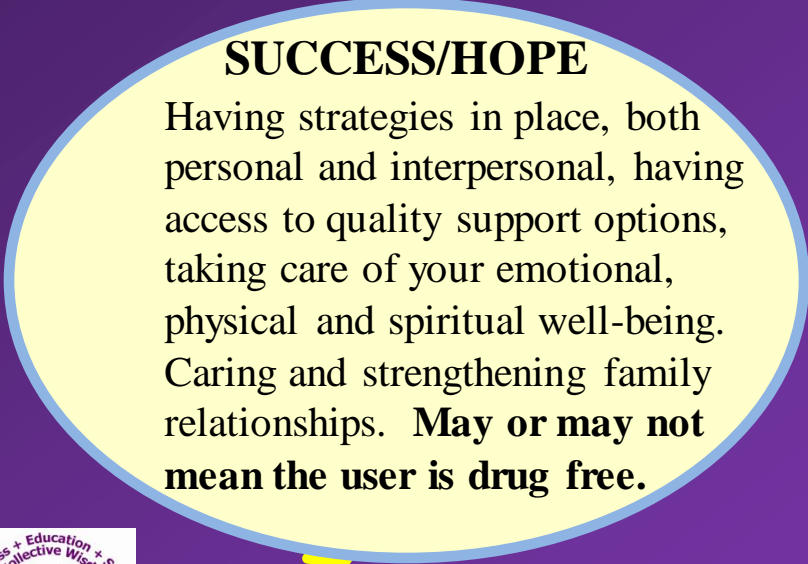 SUCCESS/HOPE
Having strategies in place, both
personal and interpersonal, having
access to quality support options,
taking care of your emotional,
physical and spiritual well-being.
Caring and strengthening family
relationships. May or may not
mean the user is drug free.
+ Education +